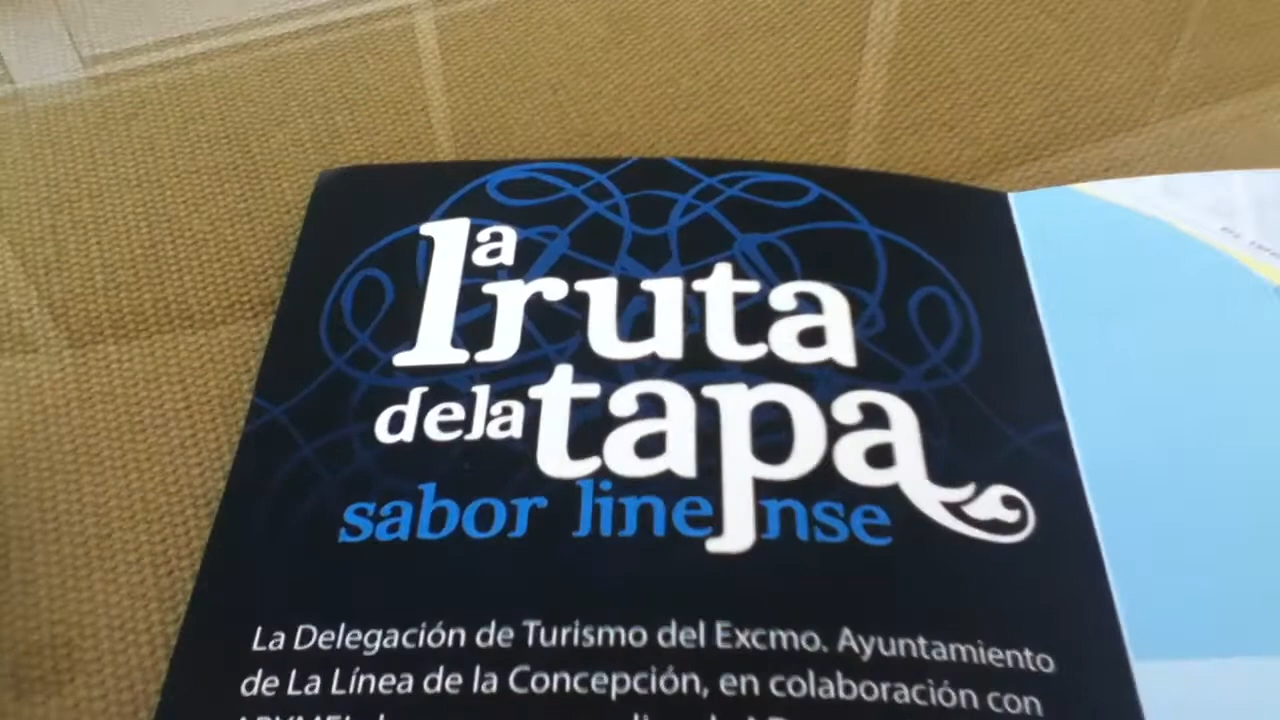 la ruta
de la tapa
sabor linense
La Delegación de Turismo del Excmo. Ayuntamiento
de La Línea de la Concepción, en colaboración con